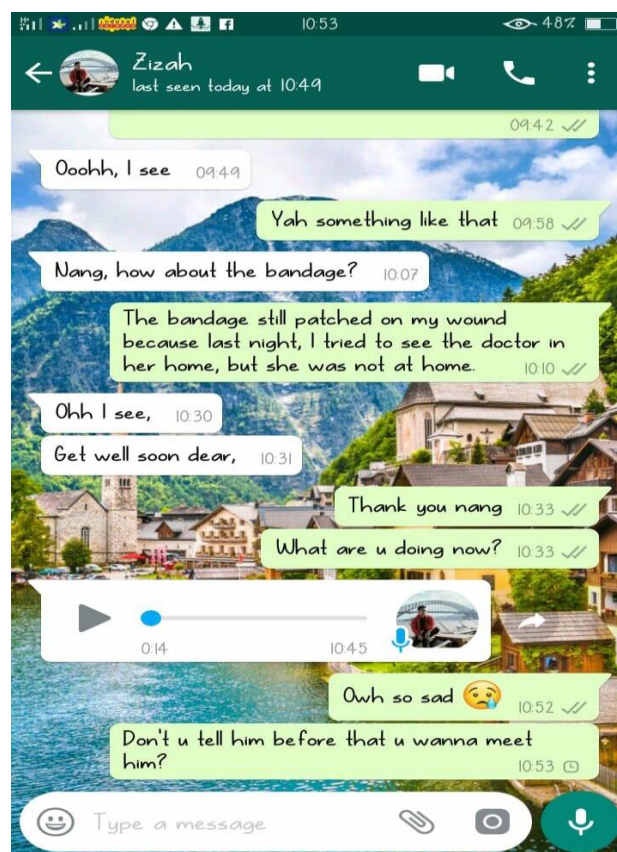 10:53
48%
Zizah
last seen today at 10:49
09:42
Ooohh, I see 09:49
Yah something like that 09:58
Nang, how about the bandage? 10:07
The bandage still patched on my wound
because last night, I tried to see the doctor in
her home, but she was not at home. 10:10
Ohh I see, 10:30
Get well soon dear, 10:31
Thank you nang 10:33
What are u doing now? 10:33
0:14 10:45
Owh so sad 😢 10:52
Don't u tell him before that u wanna meet
him? 10:53
Type a message